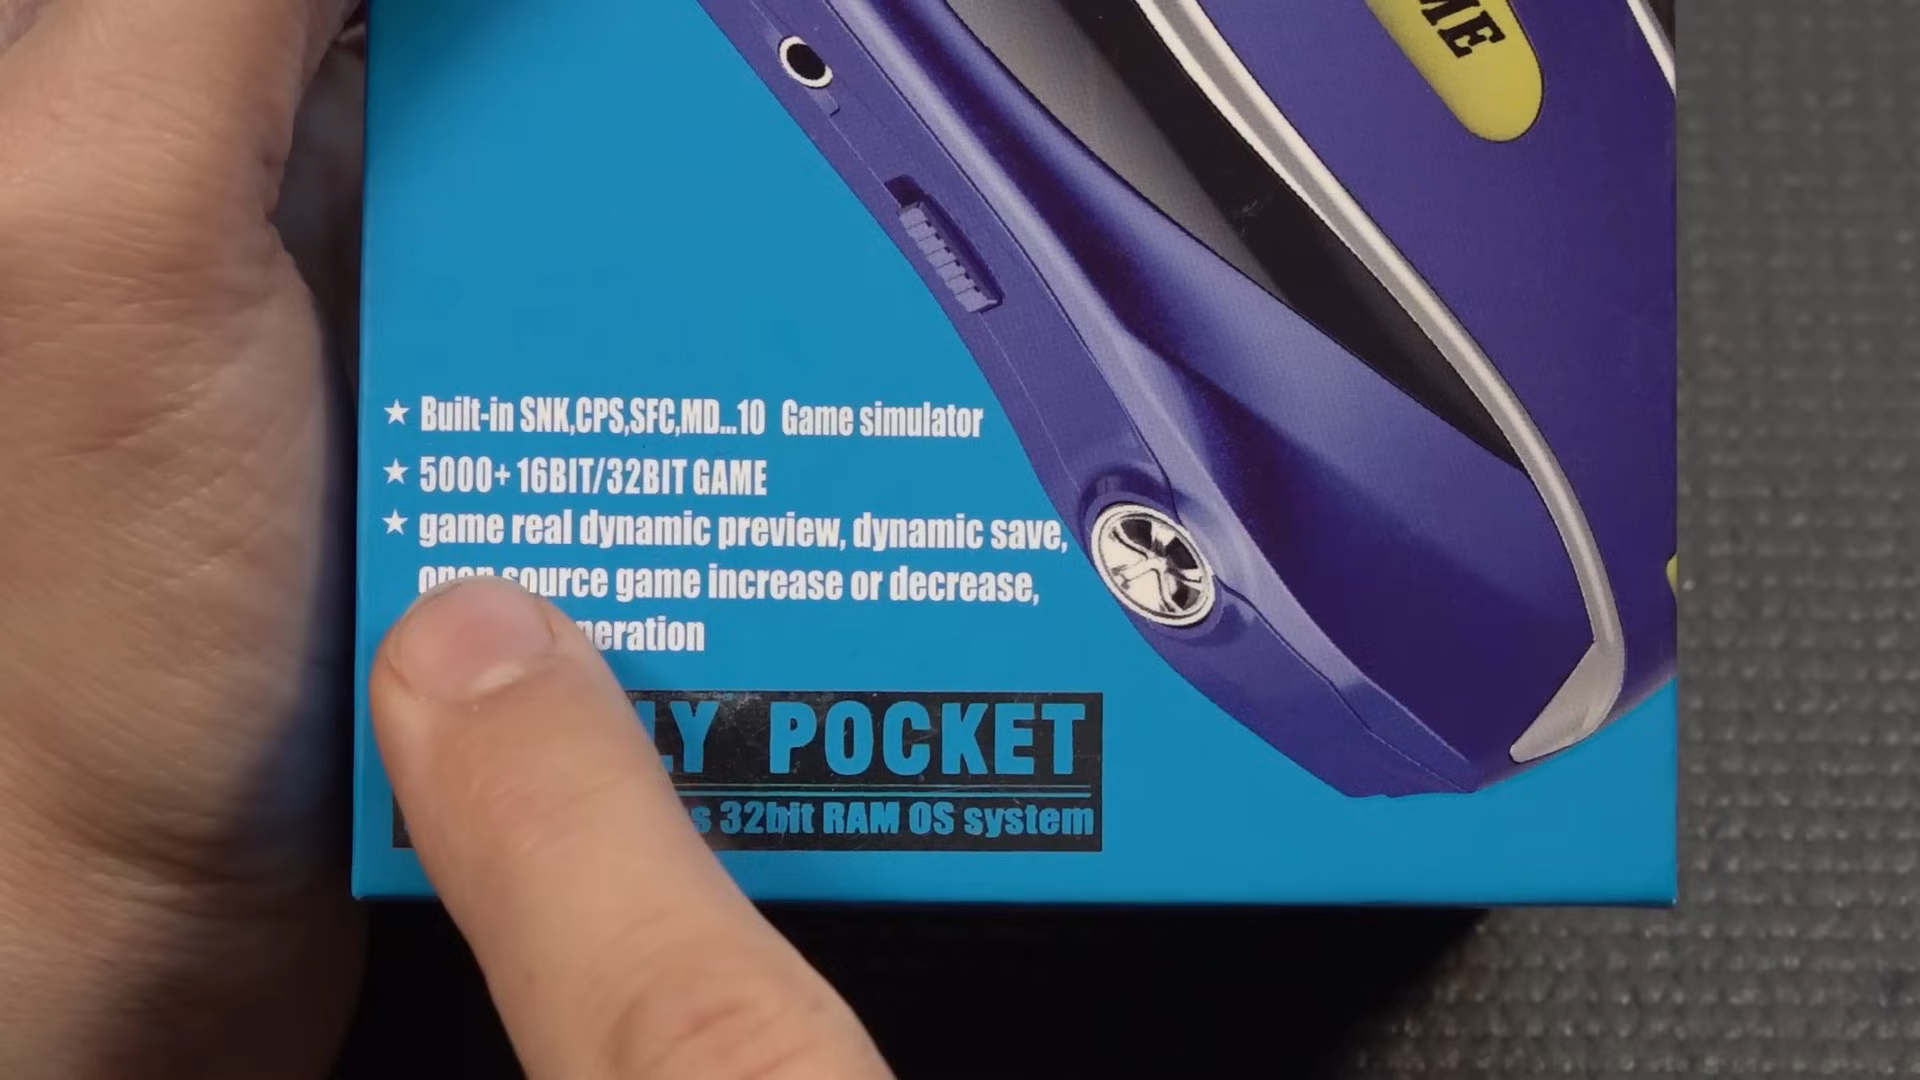 ME
★ Built-in SNK,CPS,SFC,MD...10 Game simulator
★ 5000+ 16BIT/32BIT GAME
★ game real dynamic preview, dynamic save,
open source game increase or decrease,
POCKET
32bit RAM OS system